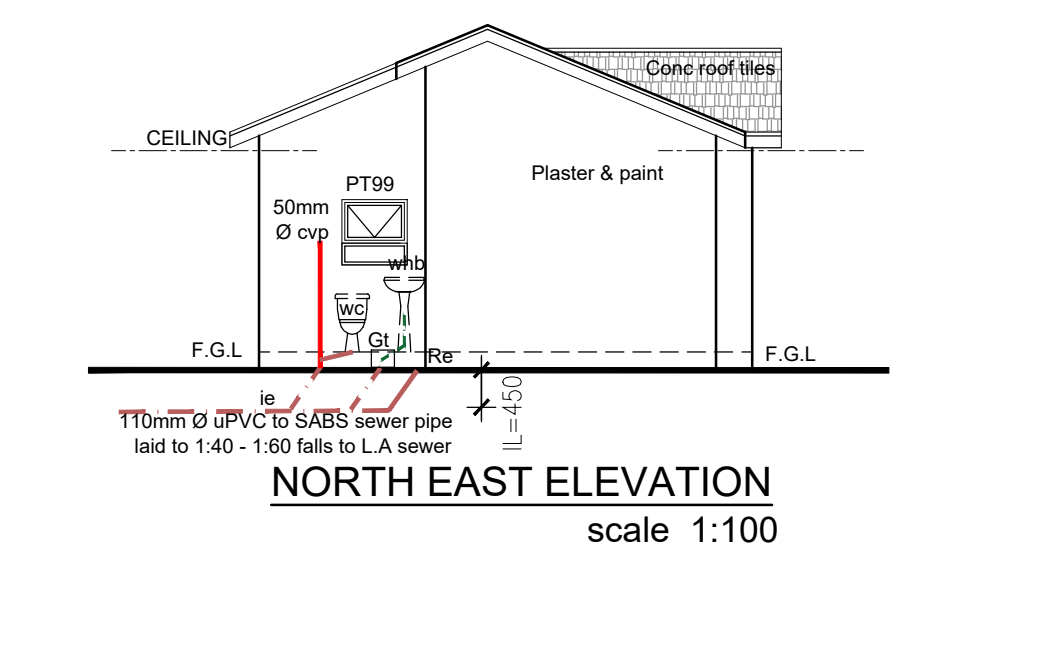 Conc roof tiles
CEILING
Plaster & paint
PT99
50mm
Ø cvp
whb
wc
Gt
F.G.L
Re
F.G.L
ie
IL=450
110mm Ø uPVC to SABS sewer pipe
laid to 1:40 - 1:60 falls to L.A sewer
NORTH EAST ELEVATION
scale 1:100